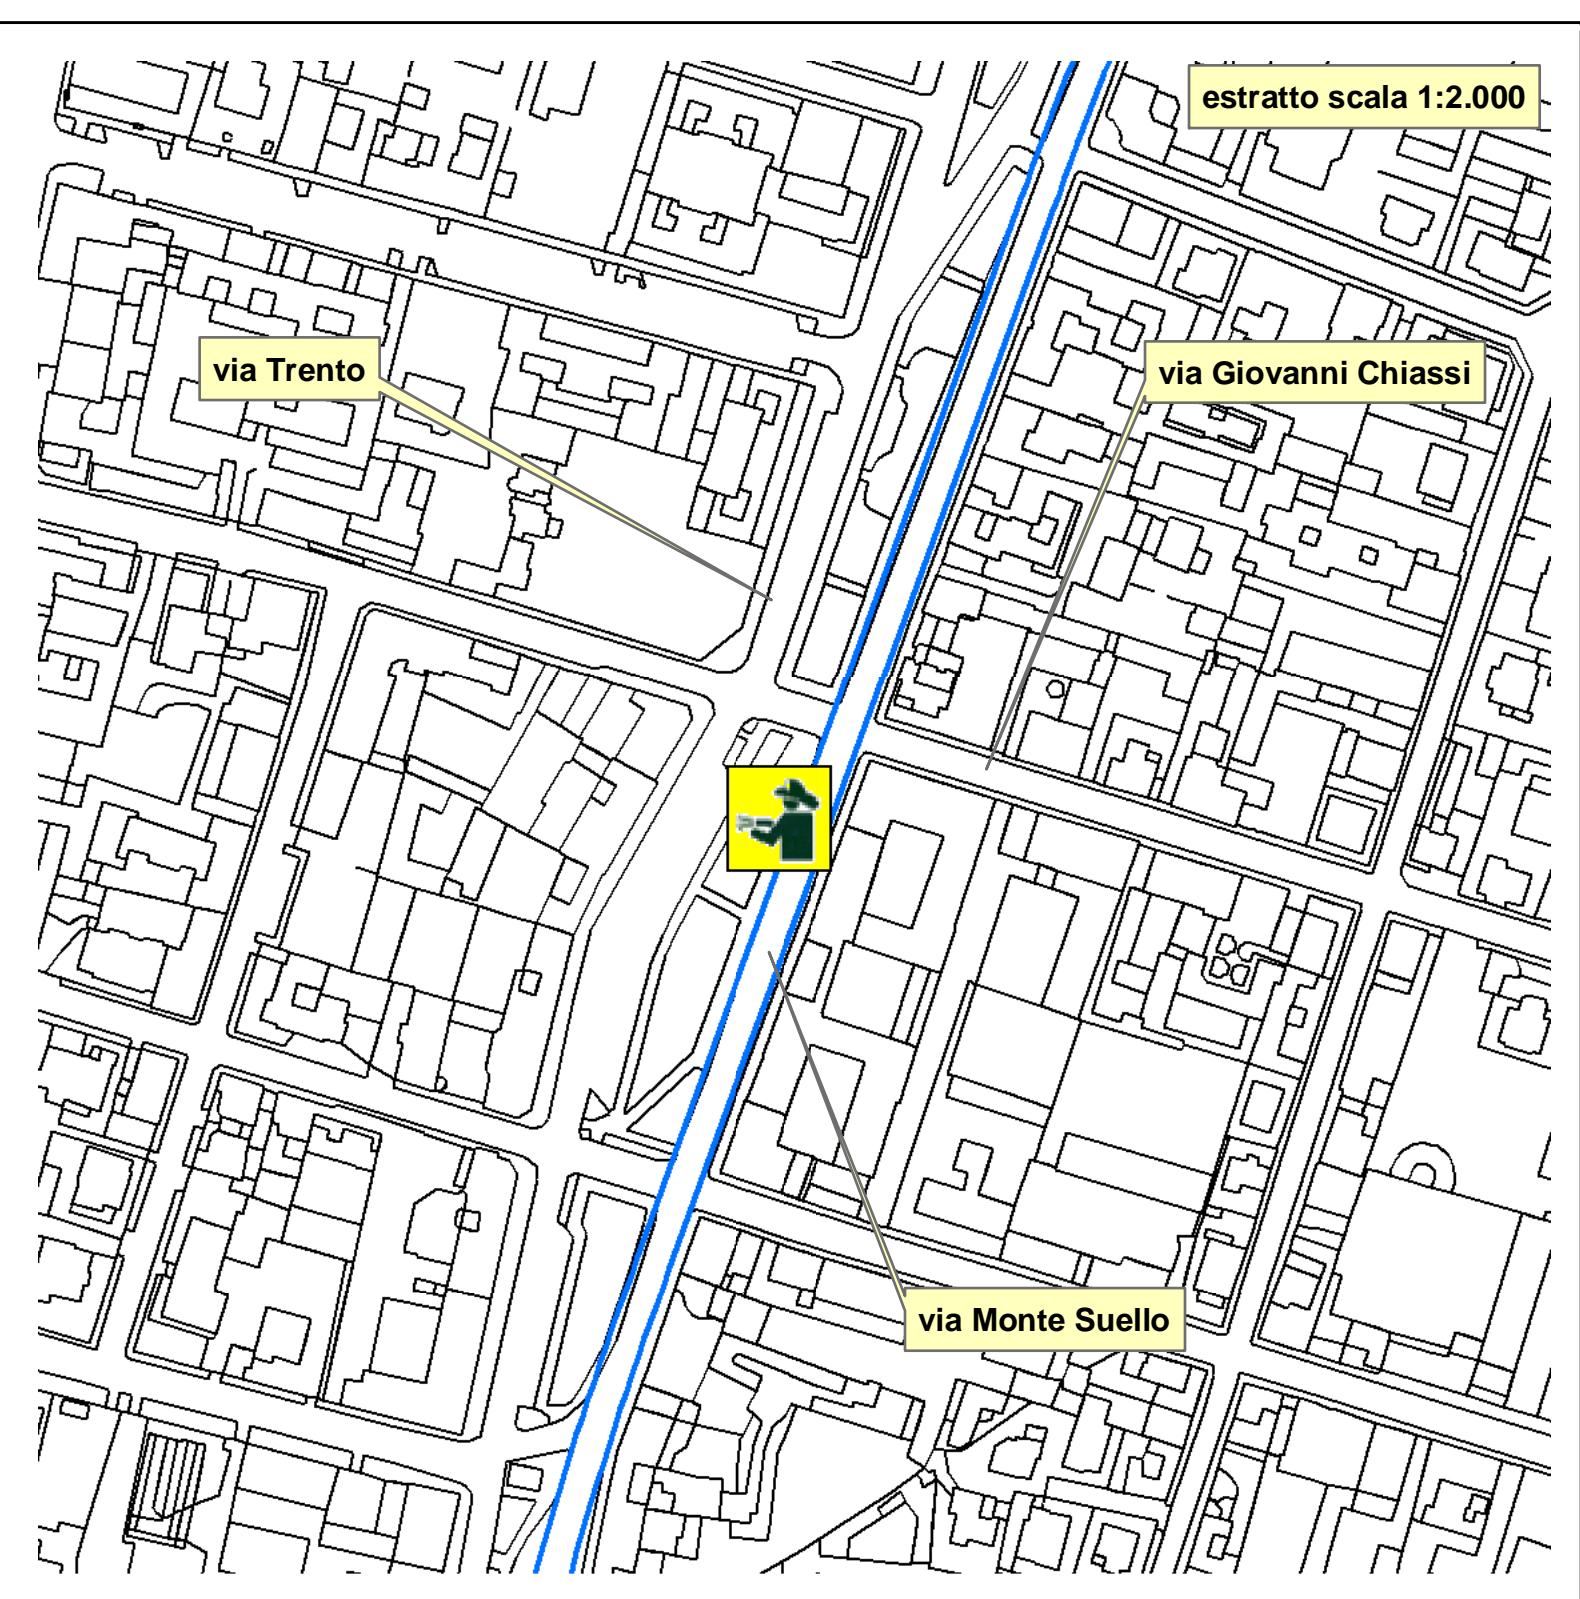 estratto scala 1:2.000
via Trento
via Giovanni Chiassi
via Monte Suello